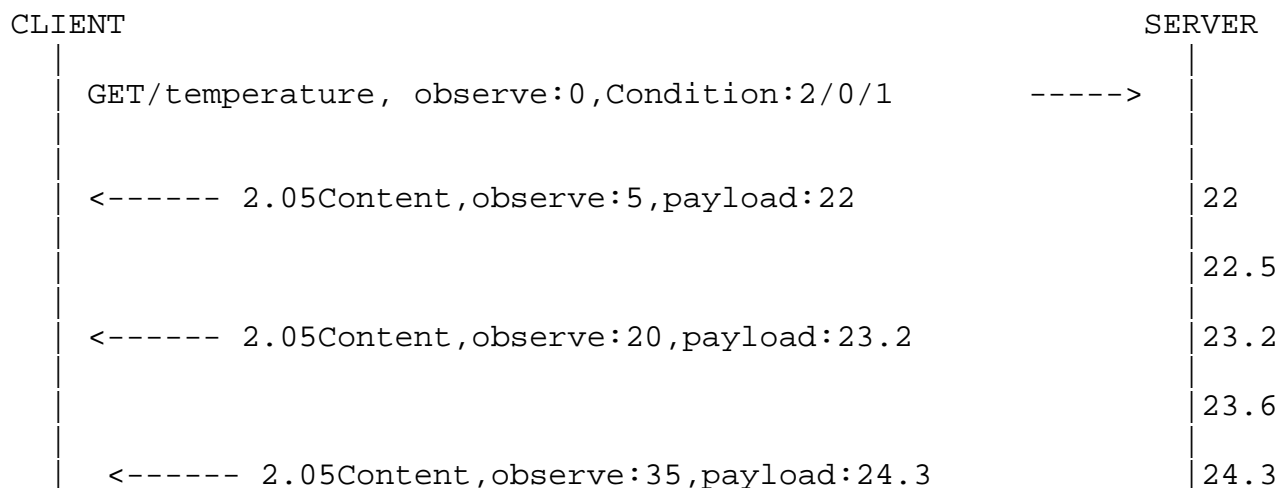 CLIENT SERVER
GET/temperature, observe:0,Condition:2/0/1 ----->
<------ 2.05Content,observe:5,payload:22 22
22.5
<------ 2.05Content,observe:20,payload:23.2 23.2
23.6
<------ 2.05Content,observe:35,payload:24.3 24.3